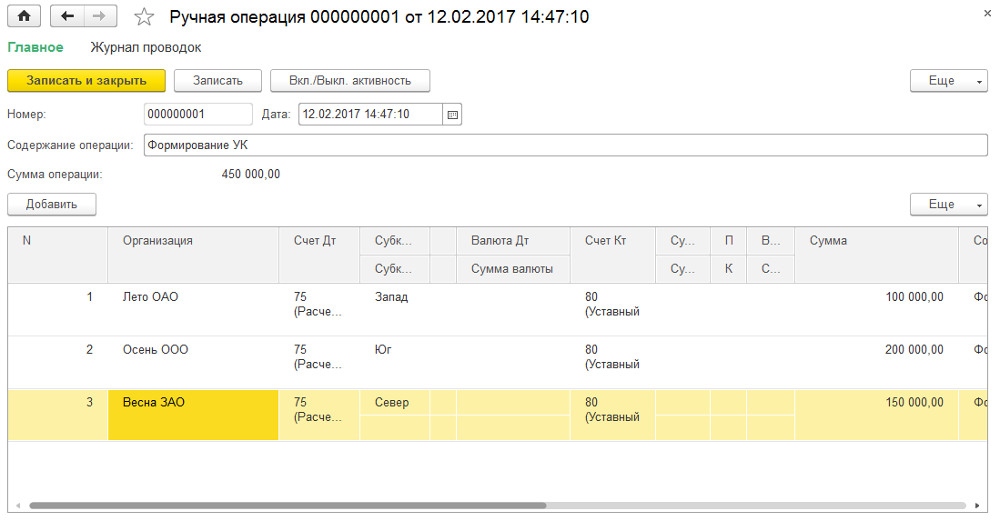 Ручная операция 000000001 от 12.02.2017 14:47:10
Главное Журнал проводок
Записать и закрыть Записать Вкл./Выкл. активность Еще
Номер: 000000001 Дата: 12.02.2017 14:47:10
Содержание операции: Формирование УК
Сумма операции: 450 000,00
Добавить Еще
N Организация Счет Дт Субк... Валюта Дт Счет Кт Су... П В... Сумма Со
Субк... Сумма валюты Су... К С...
1 Лето ОАО 75 Запад 80 100 000,00 Фо
(Расче... (Уставный
2 Осень ООО 75 Юг 80 200 000,00 Фо
(Расче... (Уставный
3 Весна ЗАО 75 Север 80 150 000,00 Фо
(Расче... (Уставный